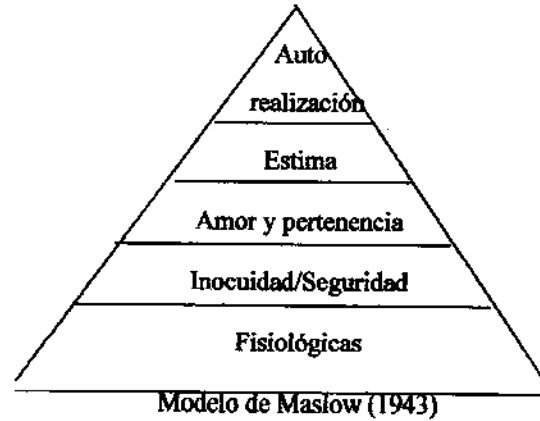 Auto
realización
Estima
Amor y pertenencia
Inocuidad/Seguridad
Fisiológicas
Modelo de Maslow (1943)